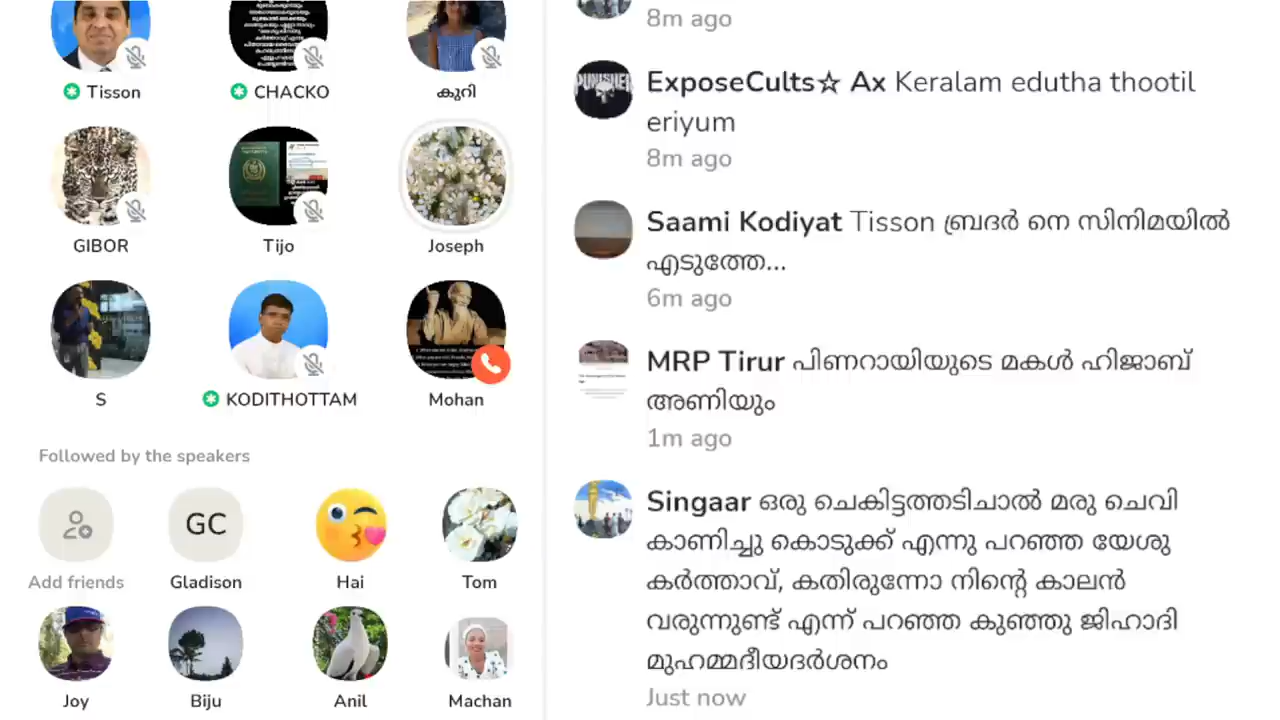 Tisson
CHACKO
കുറി
GIBOR
Tijo
Joseph
S
KODITHOTTAM
Mohan
Followed by the speakers
GC
Add friends
Gladison
Hai
Tom
Joy
Biju
Anil
Machan
8m ago
PUNISHER
ExposeCults☆ Ax Keralam edutha thootil
eriyum
8m ago
Saami Kodiyat Tisson ബ്രദർ നെ സിനിമയിൽ
എടുത്തേ...
6m ago
MRP Tirur പിണറായിയുടെ മകൾ ഹിജാബ്
അണിയും
1m ago
Singaar ഒരു ചെകിട്ടത്തടിചാൽ മരു ചെവി
കാണിച്ചു കൊടുക്ക് എന്നു പറഞ്ഞ യേശു
കർത്താവ്, കതിരുന്നോ നിന്റെ കാലൻ
വരുന്നുണ്ട് എന്ന് പറഞ്ഞ കുഞ്ഞു ജിഹാദി
മുഹമ്മദീയദർശനം
Just now